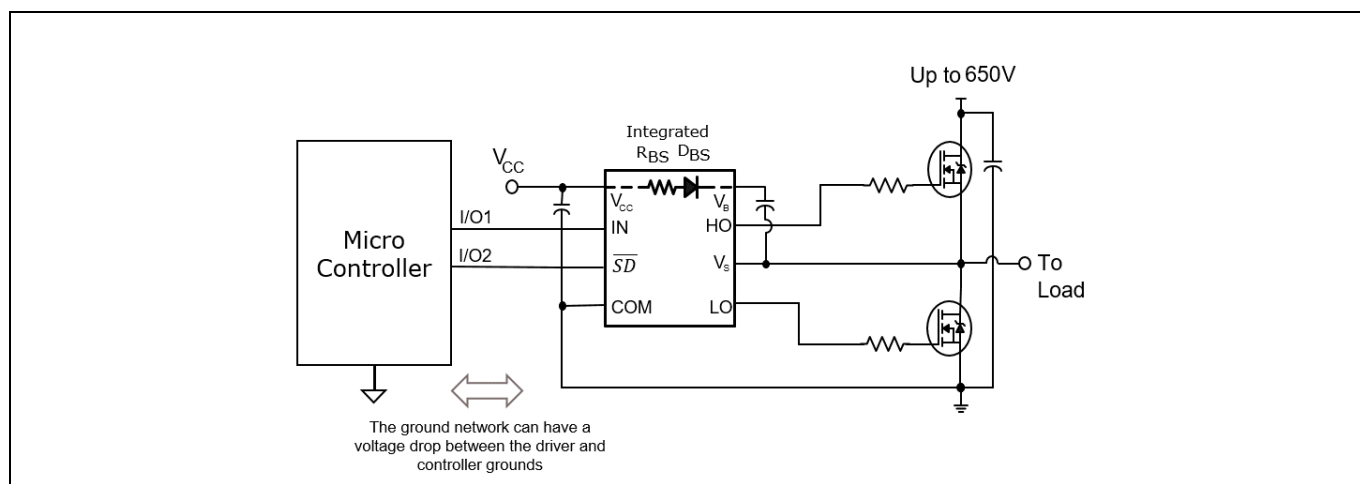 Up to 650V
Integrated
RBS DBS
VCC
VCC
VB
I/O1
IN
HO
Micro
Controller
I/O2
SD
VS
To
Load
COM
LO
The ground network can have a
voltage drop between the driver and
controller grounds